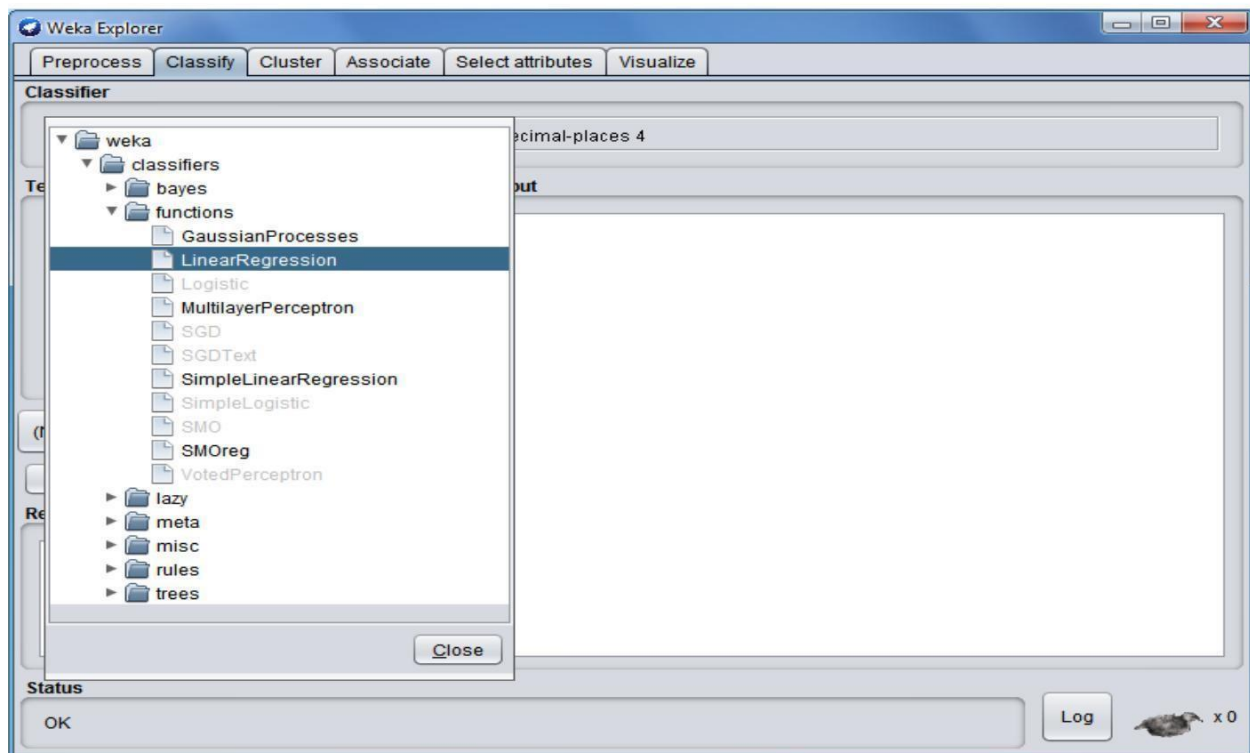 Weka Explorer
Preprocess Classify Cluster Associate Select attributes Visualize
Classifier
weka
classifiers
bayes
functions
GaussianProcesses
LinearRegression
Logistic
MultilayerPerceptron
SGD
SGDText
SimpleLinearRegression
SimpleLogistic
SMO
SMOreg
VotedPerceptron
lazy
meta
misc
rules
trees
Close
ecimal-places 4
Te
put
(N
Re
Status
OK
Log
x 0